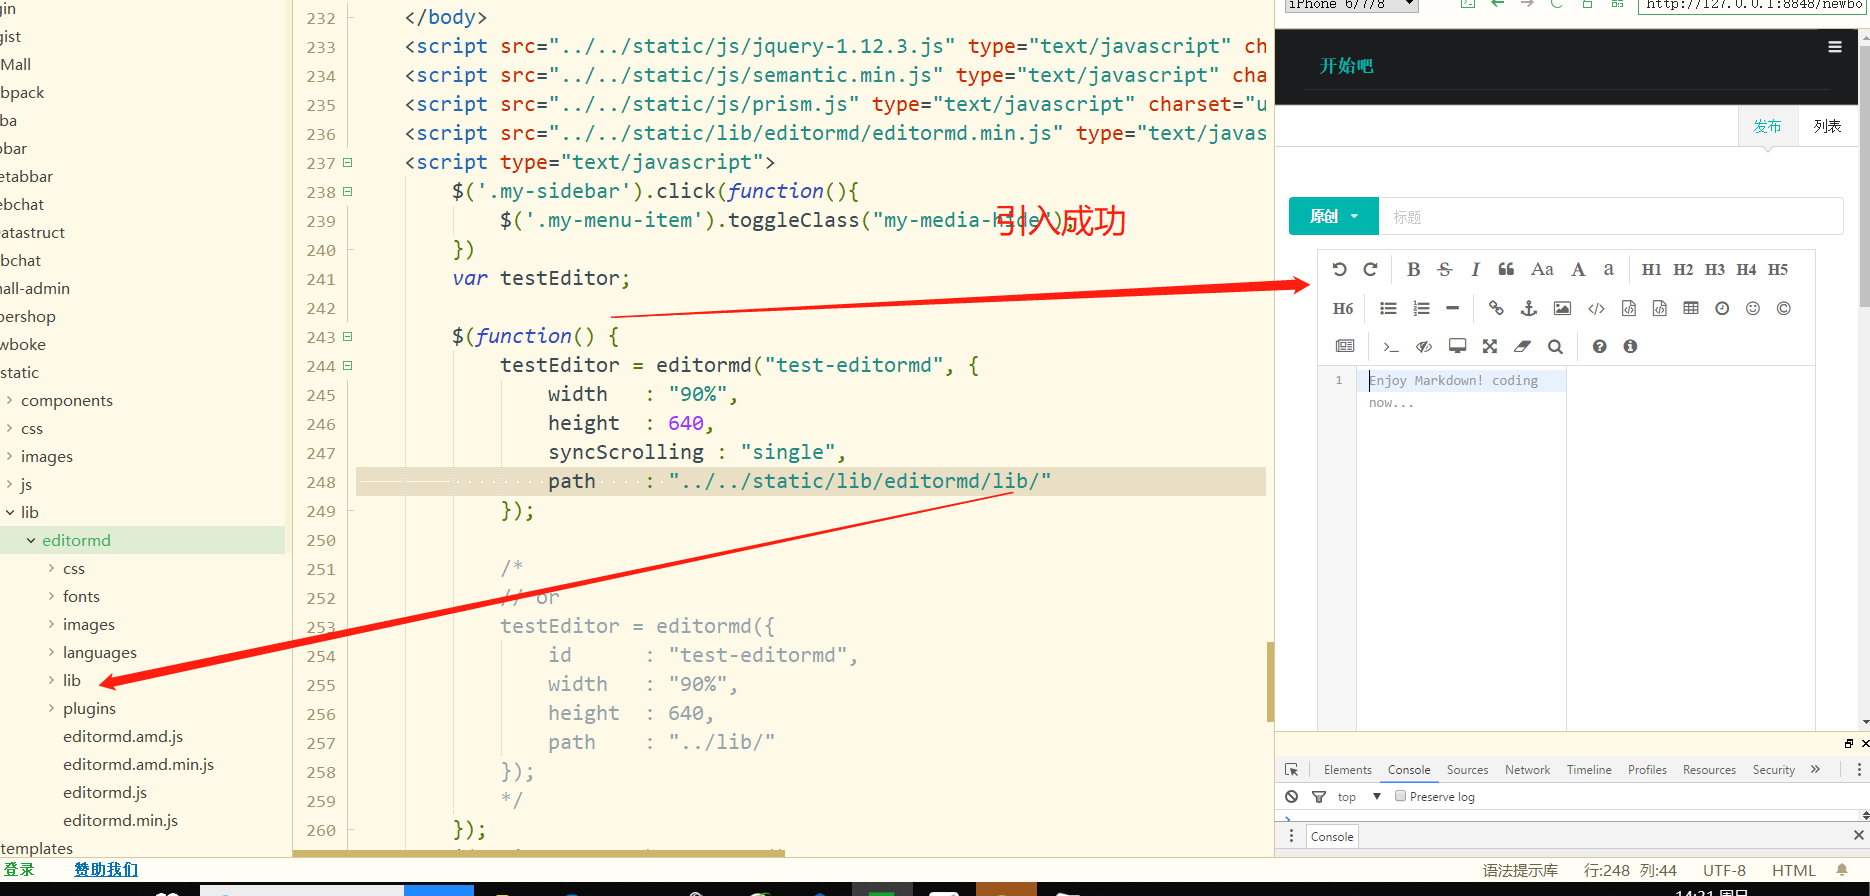 gin
gist
Mall
bpack
ba
bar
etabbar
ebchat
atastruct
bchat
nall-admin
pershop
wboke
static
components
css
images
js
lib
editormd
css
fonts
images
languages
lib
plugins
editormd.amd.js
editormd.amd.min.js
editormd.js
editormd.min.js
templates
登录 赞助我们
232 </body>
233 <script src="../../static/js/jquery-1.12.3.js" type="text/javascript" ch
234 <script src="../../static/js/semantic.min.js" type="text/javascript" cha
235 <script src="../../static/js/prism.js" type="text/javascript" charset="u
236 <script src="../../static/lib/editormd/editormd.min.js" type="text/javas
237 <script type="text/javascript">
238 $('.my-sidebar').click(function(){
239 $('.my-menu-item').toggleClass("my-media-hide");
引入成功
240 })
241 var testEditor;
242
243 $(function() {
244 testEditor = editormd("test-editormd", {
245 width : "90%",
246 height : 640,
247 syncScrolling : "single",
248 path : "../../static/lib/editormd/lib/"
249 });
250
251 /*
252 // or
253 testEditor = editormd({
254 id : "test-editormd",
255 width : "90%",
256 height : 640,
257 path : "../lib/"
258 });
259 */
260 });
iPhone 6/7/8 http://127.0.0.1:8848/newbo
开始吧
发布 列表
原创 标题
B S I Aa A a H1 H2 H3 H4 H5
H6
1 Enjoy Markdown! coding
now...
Elements Console Sources Network Timeline Profiles Resources Security
top Preserve log
Console
语法提示库 行:248 列:44 UTF-8 HTML